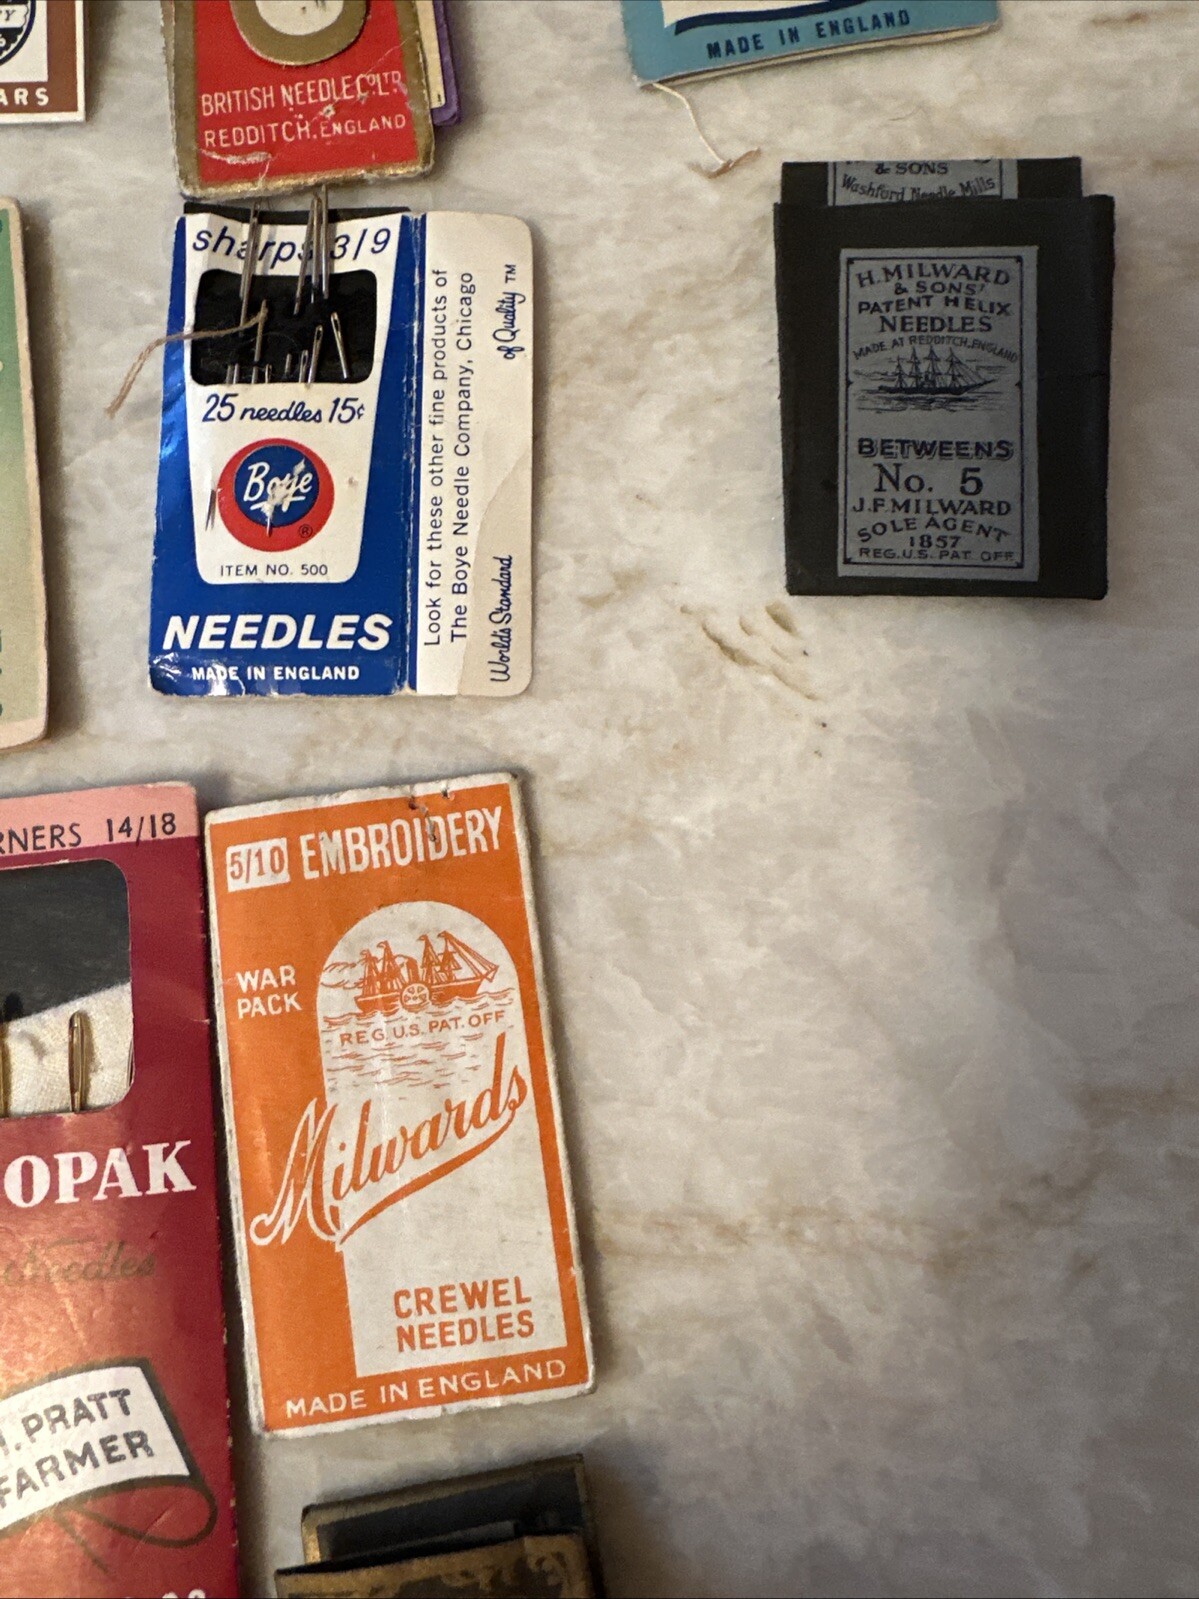 ARS
BRITISH NEEDLE Co LTD
REDDITCH. ENGLAND
MADE IN ENGLAND
sharps 3/9
25 needles 15¢
Boye
®
ITEM NO. 500
NEEDLES
MADE IN ENGLAND
Look for these other fine products of
The Boye Needle Company, Chicago
World's Standard of Quality TM
& SONS
Washford Needle Mills
H. MILWARD
& SONS'
PATENT HELIX
NEEDLES
MADE AT REDDITCH, ENGLAND
BETWEENS
No. 5
J.F. MILWARD
SOLE AGENT
1857
REG. U.S. PAT. OFF.
RNERS 14/18
OPAK
needles
PRATT
FARMER
5/10 EMBROIDERY
WAR
PACK
REG. U.S. PAT. OFF
Milwards
CREWEL
NEEDLES
MADE IN ENGLAND